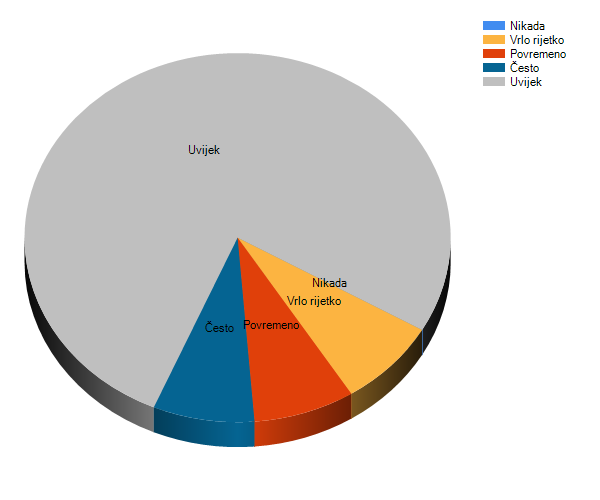 Nikada
Vrlo rijetko
Povremeno
Često
Uvijek
Uvijek
Nikada
Vrlo rijetko
Povremeno
Često